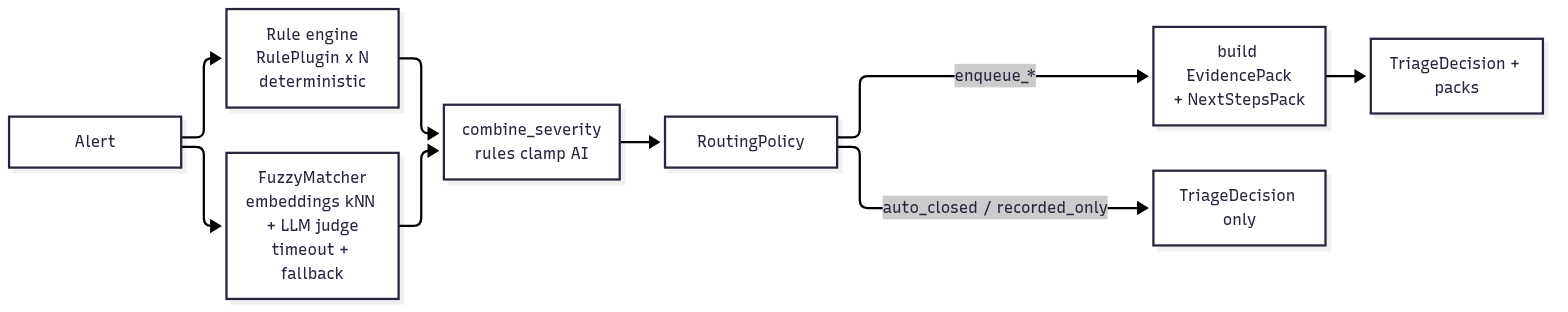 Alert
Rule engine
RulePlugin x N
deterministic
FuzzyMatcher
embeddings kNN
+ LLM judge
timeout +
fallback
combine_severity
rules clamp AI
RoutingPolicy
enqueue_*
build
EvidencePack
+ NextStepsPack
TriageDecision +
packs
auto_closed / recorded_only
TriageDecision
only